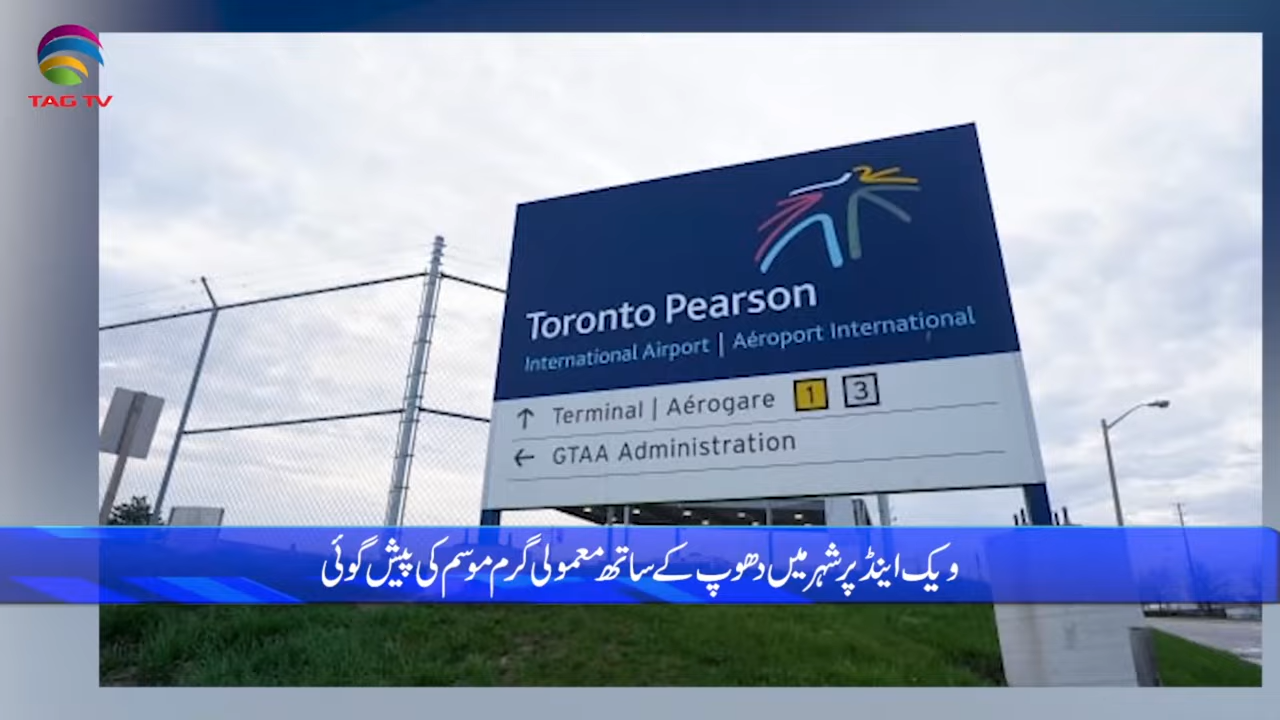 TAG TV
Toronto Pearson
International Airport | Aéroport International
↑ Terminal | Aérogare 1 3
← GTAA Administration
ویک اینڈ پر شہر میں دھوپ کے ساتھ معمولی گرم موسم کی پیش گوئی